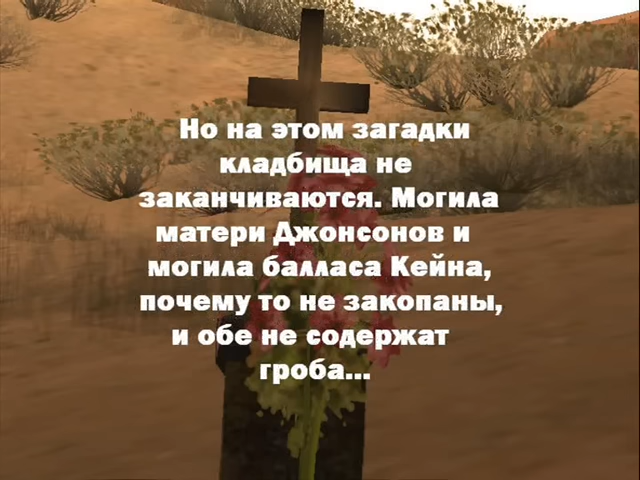 Но на этом загадки
кладбища не
заканчиваются. Могила
матери Джонсонов и
могила балласа Кейна,
почему то не закопаны,
и обе не содержат
гроба...